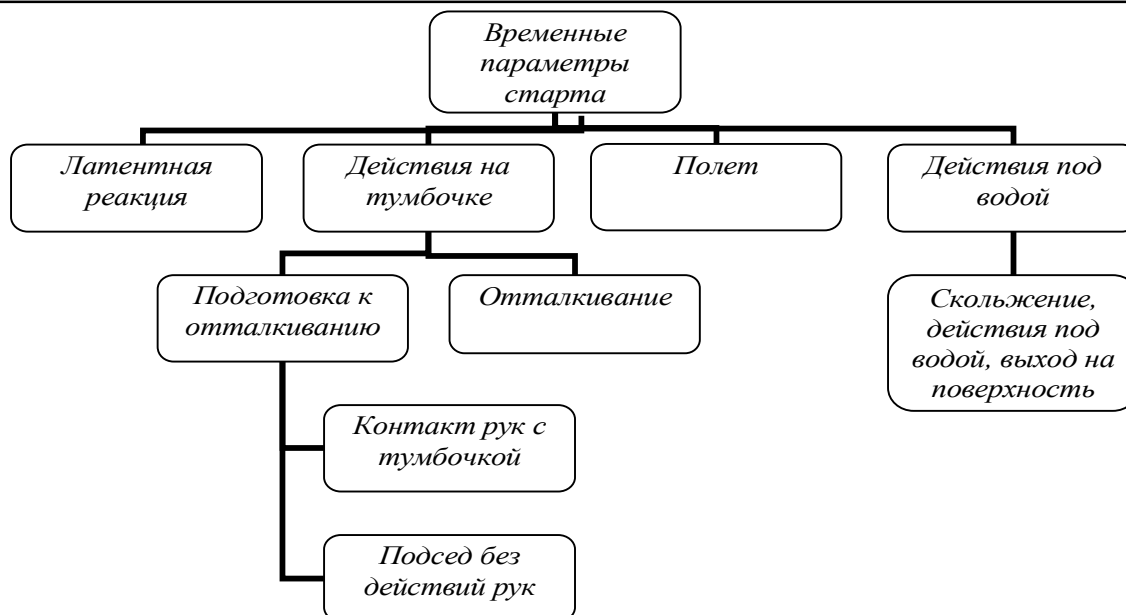 Временные
параметры
старта
Латентная
реакция
Действия на
тумбочке
Полет
Действия под
водой
Подготовка к
отталкиванию
Отталкивание
Скольжение,
действия под
водой, выход на
поверхность
Контакт рук с
тумбочкой
Подсед без
действий рук